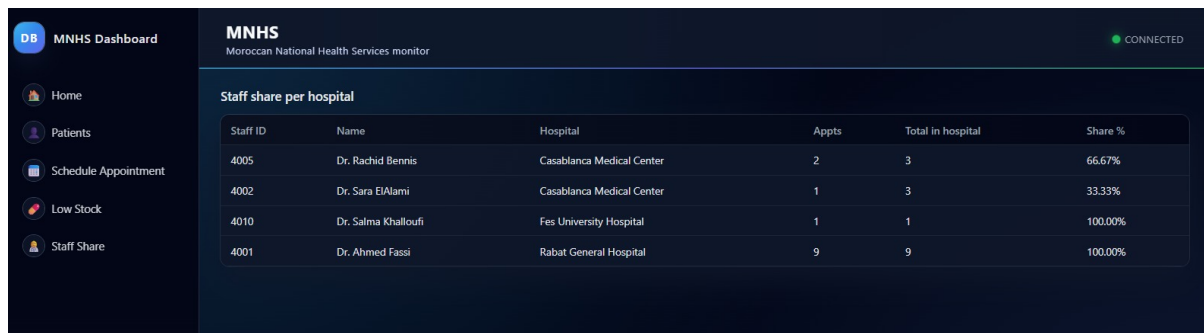 DB MNHS Dashboard
Home
Patients
Schedule Appointment
Low Stock
Staff Share
MNHS
Moroccan National Health Services monitor
CONNECTED
Staff share per hospital
Staff ID Name Hospital Appts Total in hospital Share %
4005 Dr. Rachid Bennis Casablanca Medical Center 2 3 66.67%
4002 Dr. Sara ElAlami Casablanca Medical Center 1 3 33.33%
4010 Dr. Salma Khalloufi Fes University Hospital 1 1 100.00%
4001 Dr. Ahmed Fassi Rabat General Hospital 9 9 100.00%